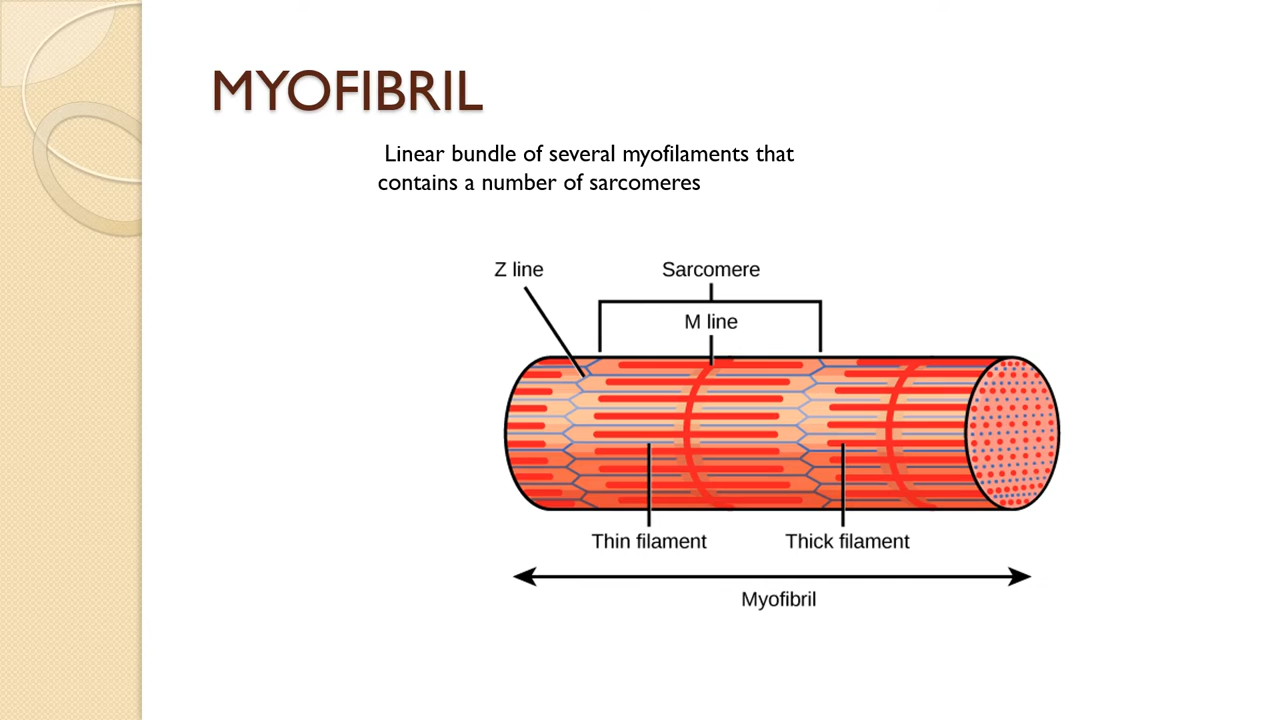 MYOFIBRIL
Linear bundle of several myofilaments that
contains a number of sarcomeres
Z line
Sarcomere
M line
Thin filament
Thick filament
Myofibril